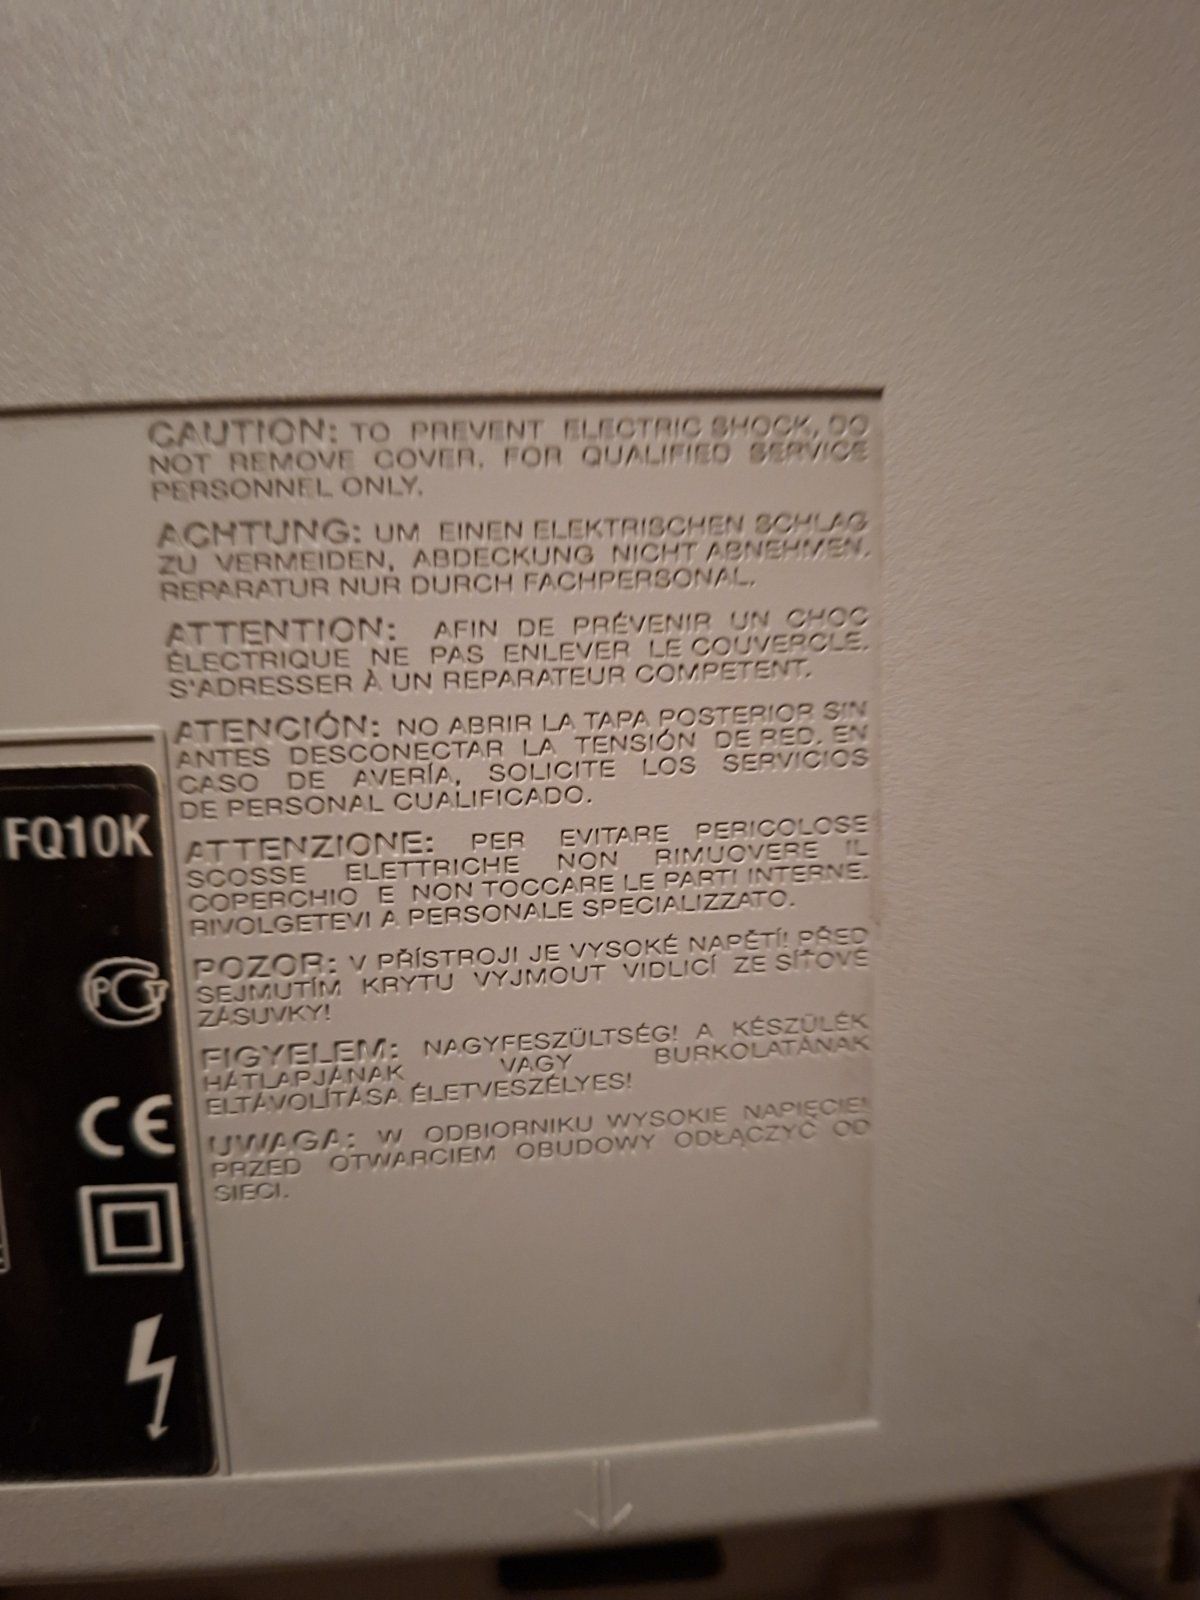 CAUTION: TO PREVENT ELECTRIC SHOCK, DO
NOT REMOVE COVER. FOR QUALIFIED SERVICE
PERSONNEL ONLY.
ACHTUNG: UM EINEN ELEKTRISCHEN SCHLAG
ZU VERMEIDEN, ABDECKUNG NICHT ABNEHMEN.
REPARATUR NUR DURCH FACHPERSONAL.
ATTENTION: AFIN DE PRÉVENIR UN CHOC
ÉLECTRIQUE NE PAS ENLEVER LE COUVERCLE.
S'ADRESSER À UN REPARATEUR COMPETENT.
ATENCIÓN: NO ABRIR LA TAPA POSTERIOR SIN
ANTES DESCONECTAR LA TENSIÓN DE RED. EN
CASO DE AVERÍA, SOLICITE LOS SERVICIOS
DE PERSONAL CUALIFICADO.
ATTENZIONE: PER EVITARE PERICOLOSE
SCOSSE ELETTRICHE NON RIMUOVERE IL
COPERCHIO E NON TOCCARE LE PARTI INTERNE.
RIVOLGETEVI A PERSONALE SPECIALIZZATO.
POZOR: V PŘÍSTROJI JE VYSOKÉ NAPĚTÍ! PŘED
SEJMUTÍM KRYTU VYJMOUT VIDLICÍ ZE SÍŤOVÉ
ZÁSUVKY!
FIGYELEM: NAGYFESZÜLTSÉG! A KÉSZÜLÉK
HÁTLAPJÁNAK VAGY BURKOLATÁNAK
ELTÁVOLÍTÁSA ÉLETVESZÉLYES!
UWAGA: W ODBIORNIKU WYSOKIE NAPIĘCIE!
PRZED OTWARCIEM OBUDOWY ODŁĄCZYĆ OD
SIECI.
FQ10K
РСТ
CE